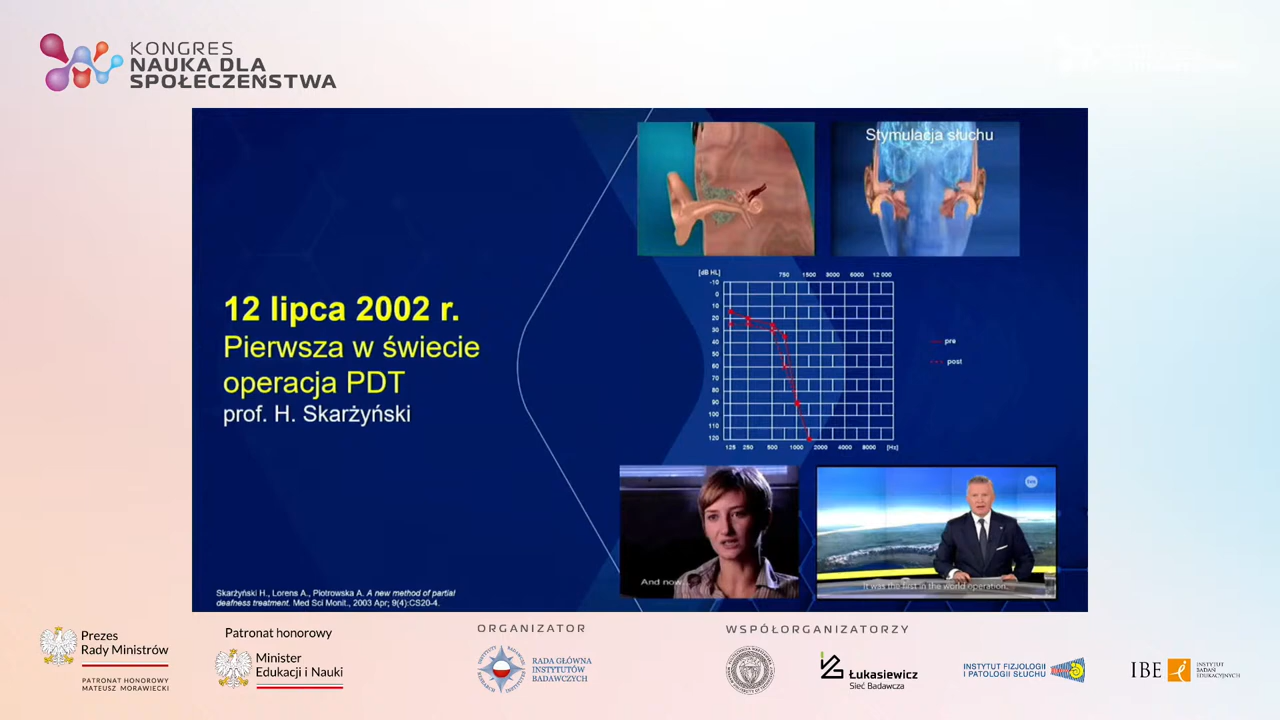 KONGRES
NAUKA DLA
SPOŁECZEŃSTWA
Stymulacja słuchu
12 lipca 2002 r.
Pierwsza w świecie
operacja PDT
prof. H. Skarżyński
[dB HL]
750 1500 3000 6000 12 000
-10
0
10
20
30
40
50
60
70
80
90
100
110
120
125 250 500 1000 2000 4000 8000 [Hz]
pre
post
And now...
tvs
It was the first in the world operation.
Skarżyński H., Lorens A., Piotrowska A. A new method of partial
deafness treatment. Med Sci Monit., 2003 Apr; 9(4):CS20-4.
Prezes
Rady Ministrów
PATRONAT HONOROWY
MATEUSZ MORAWIECKI
Patronat honorowy
Minister
Edukacji i Nauki
ORGANIZATOR
RADA GŁÓWNA
INSTYTUTÓW
BADAWCZYCH
WSPÓŁORGANIZATORZY
Łukasiewicz
Sieć Badawcza
INSTYTUT FIZJOLOGII
I PATOLOGII SŁUCHU
IBE
INSTYTUT
BADAŃ
EDUKACYJNYCH